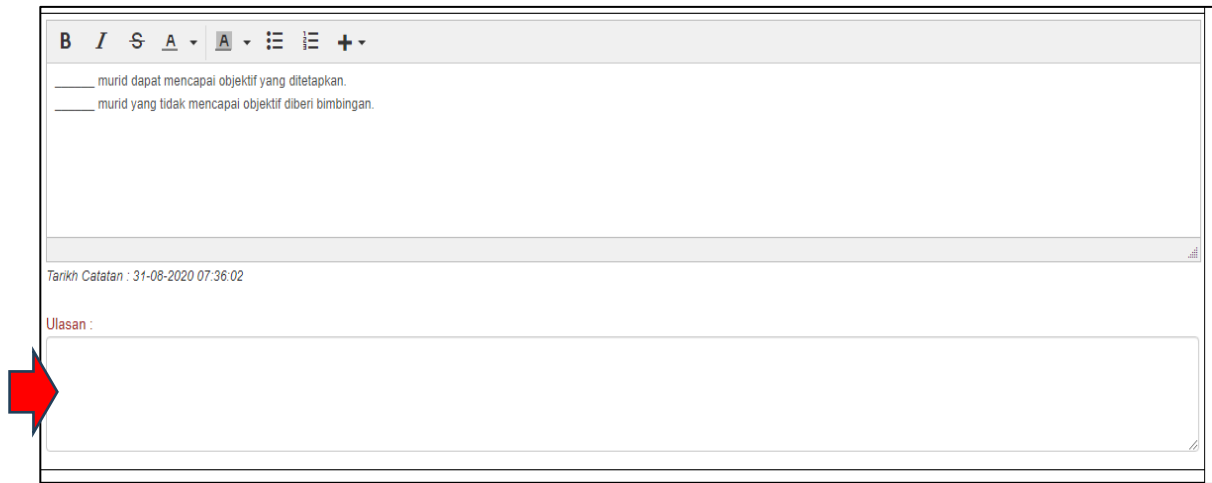 B I S A A
______ murid dapat mencapai objektif yang ditetapkan.
______ murid yang tidak mencapai objektif diberi bimbingan.
Tarikh Catatan : 31-08-2020 07:36:02
Ulasan :